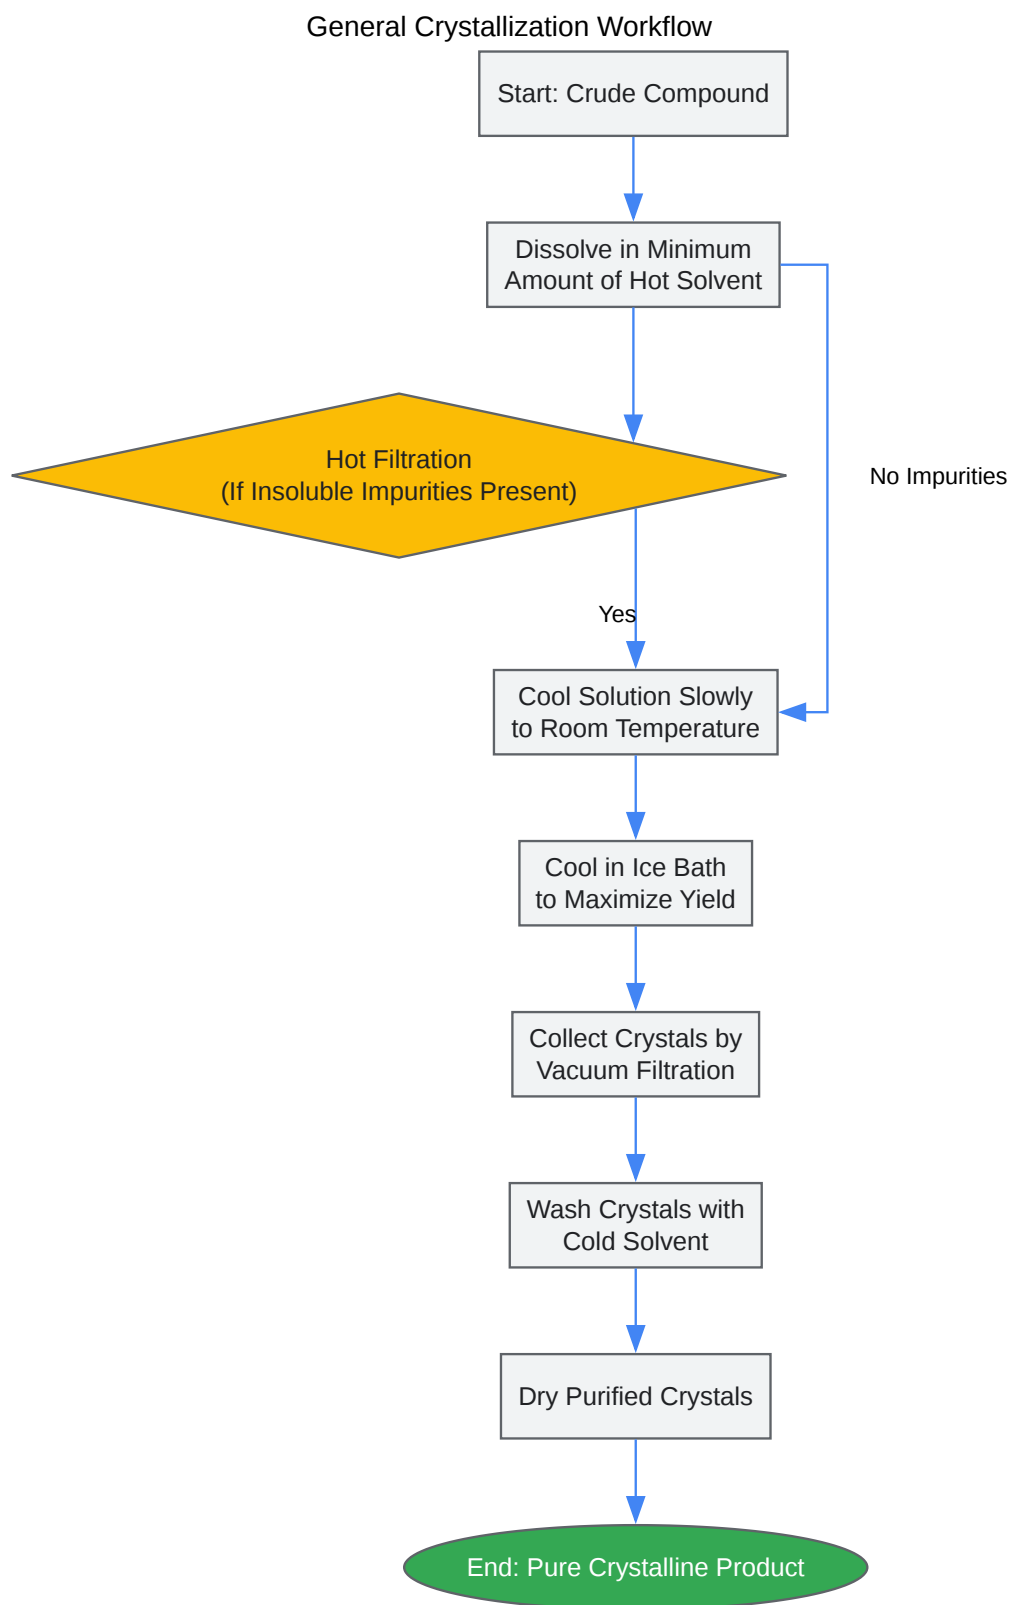 General Crystallization Workflow
Start: Crude Compound
Dissolve in Minimum
Amount of Hot Solvent
Hot Filtration
(If Insoluble Impurities Present)
No Impurities
Yes
Cool Solution Slowly
to Room Temperature
Cool in Ice Bath
to Maximize Yield
Collect Crystals by
Vacuum Filtration
Wash Crystals with
Cold Solvent
Dry Purified Crystals
End: Pure Crystalline Product